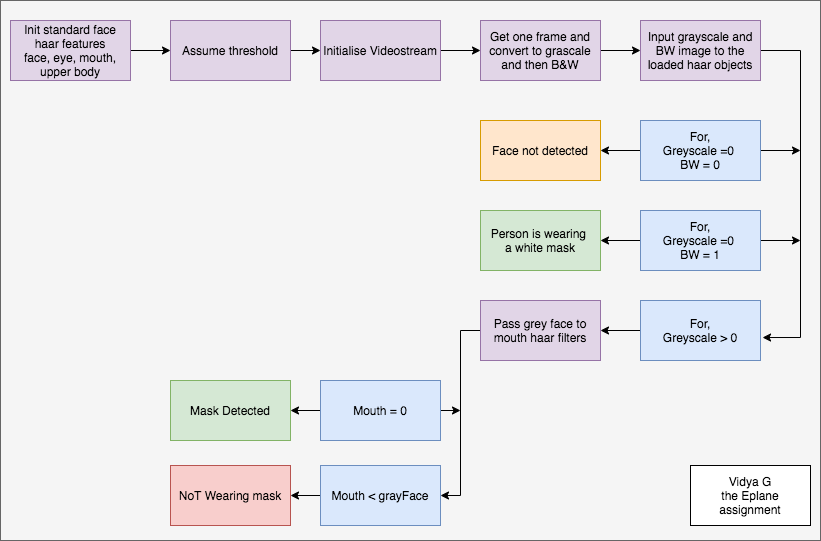 Init standard face
haar features
face, eye, mouth,
upper body
Assume threshold
Initialise Videostream
Get one frame and
convert to grascale
and then B&W
Input grayscale and
BW image to the
loaded haar objects
Face not detected
For,
Greyscale =0
BW = 0
Person is wearing
a white mask
For,
Greyscale =0
BW = 1
Pass grey face to
mouth haar filters
For,
Greyscale > 0
Mask Detected
Mouth = 0
NoT Wearing mask
Mouth < grayFace
Vidya G
the Eplane
assignment